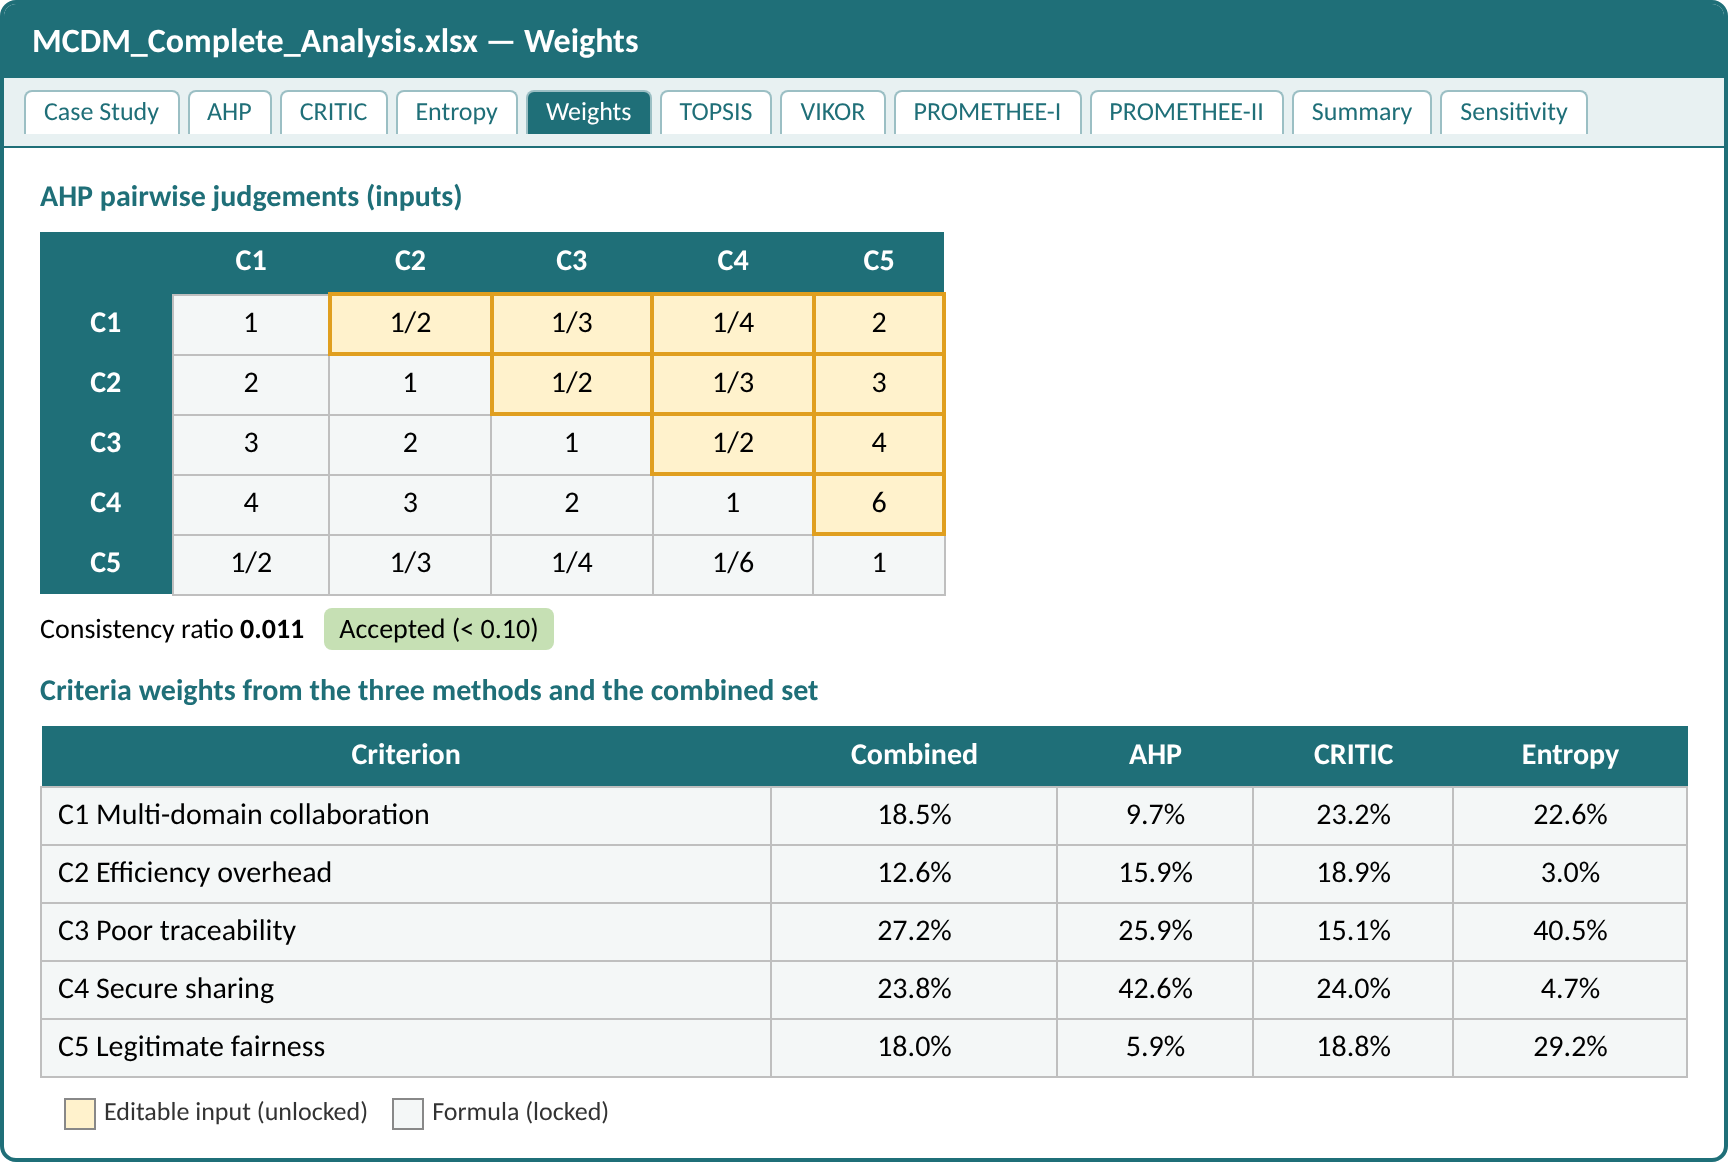 MCDM_Complete_Analysis.xlsx — Weights
Case Study AHP CRITIC Entropy Weights TOPSIS VIKOR PROMETHEE-I PROMETHEE-II Summary Sensitivity
AHP pairwise judgements (inputs)
C1 C2 C3 C4 C5
C1 1 1/2 1/3 1/4 2
C2 2 1 1/2 1/3 3
C3 3 2 1 1/2 4
C4 4 3 2 1 6
C5 1/2 1/3 1/4 1/6 1
Consistency ratio 0.011 Accepted (< 0.10)
Criteria weights from the three methods and the combined set
Criterion Combined AHP CRITIC Entropy
C1 Multi-domain collaboration 18.5% 9.7% 23.2% 22.6%
C2 Efficiency overhead 12.6% 15.9% 18.9% 3.0%
C3 Poor traceability 27.2% 25.9% 15.1% 40.5%
C4 Secure sharing 23.8% 42.6% 24.0% 4.7%
C5 Legitimate fairness 18.0% 5.9% 18.8% 29.2%
Editable input (unlocked) Formula (locked)